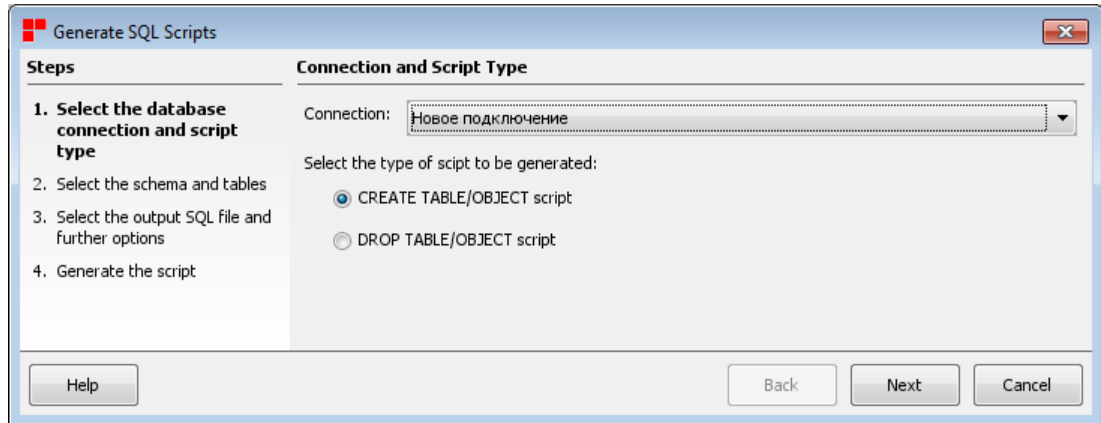 Generate SQL Scripts
Steps
1. Select the database
connection and script
type
2. Select the schema and tables
3. Select the output SQL file and
further options
4. Generate the script
Connection and Script Type
Connection: Новое подключение
Select the type of scipt to be generated:
CREATE TABLE/OBJECT script
DROP TABLE/OBJECT script
Help
Back
Next
Cancel